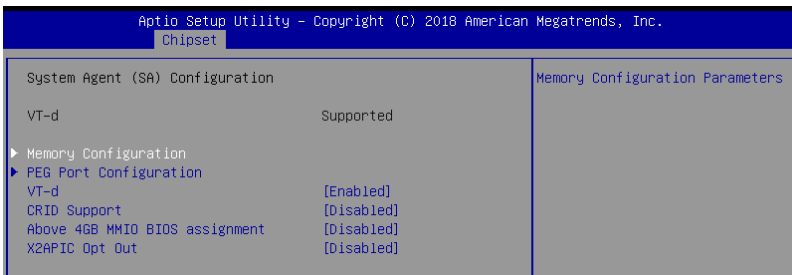 Aptio Setup Utility – Copyright (C) 2018 American Megatrends, Inc.
Chipset
System Agent (SA) Configuration
Memory Configuration Parameters
VT-d Supported
Memory Configuration
PEG Port Configuration
VT-d [Enabled]
CRID Support [Disabled]
Above 4GB MMIO BIOS assignment [Disabled]
X2APIC Opt Out [Disabled]